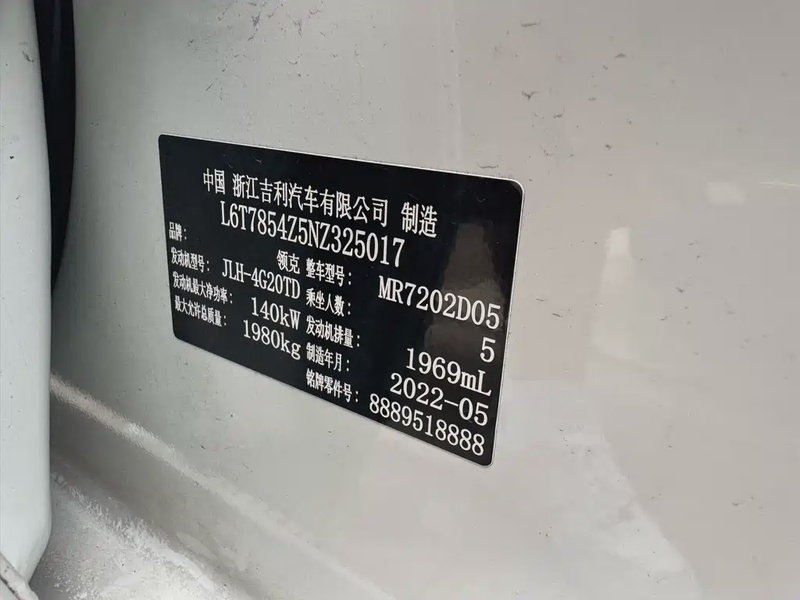 中国 浙江吉利汽车有限公司 制造
L6T7854Z5NZ325017
品牌： 领克 整车型号： MR7202D05
发动机型号： JLH-4G20TD 乘坐人数： 5
发动机最大净功率： 140kW 发动机排量： 1969mL
最大允许总质量： 1980kg 制造年月： 2022-05
铭牌零件号： 8889518888